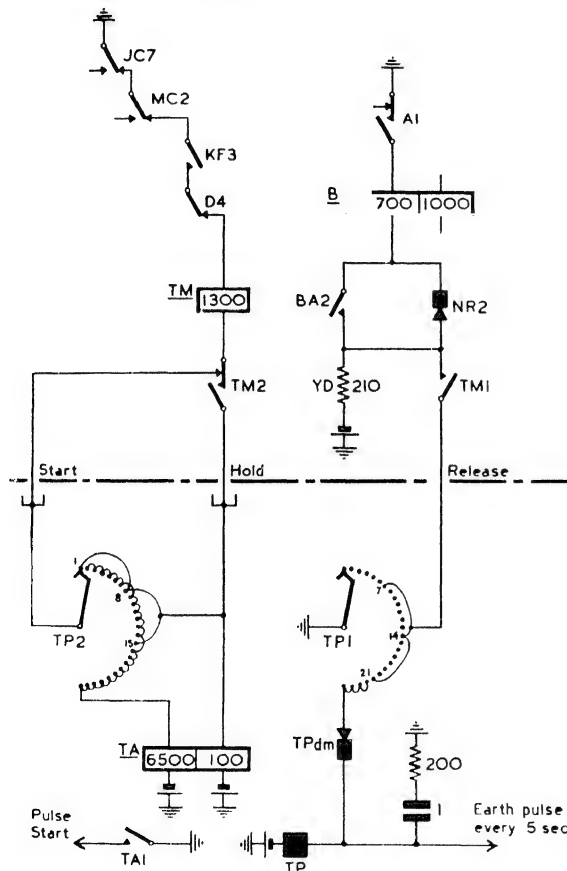 JC7
MC2
A1
KF3
D4
B 700 1000
TM 1300
BA2
NR2
TM2
YD 210
TM1
Start
Hold
Release
1
8
7
15
14
TP2
TP1
21
TA 6500 100
TPdm
200
1
Pulse
Start
TA1
TP
Earth pulse
every 5 sec